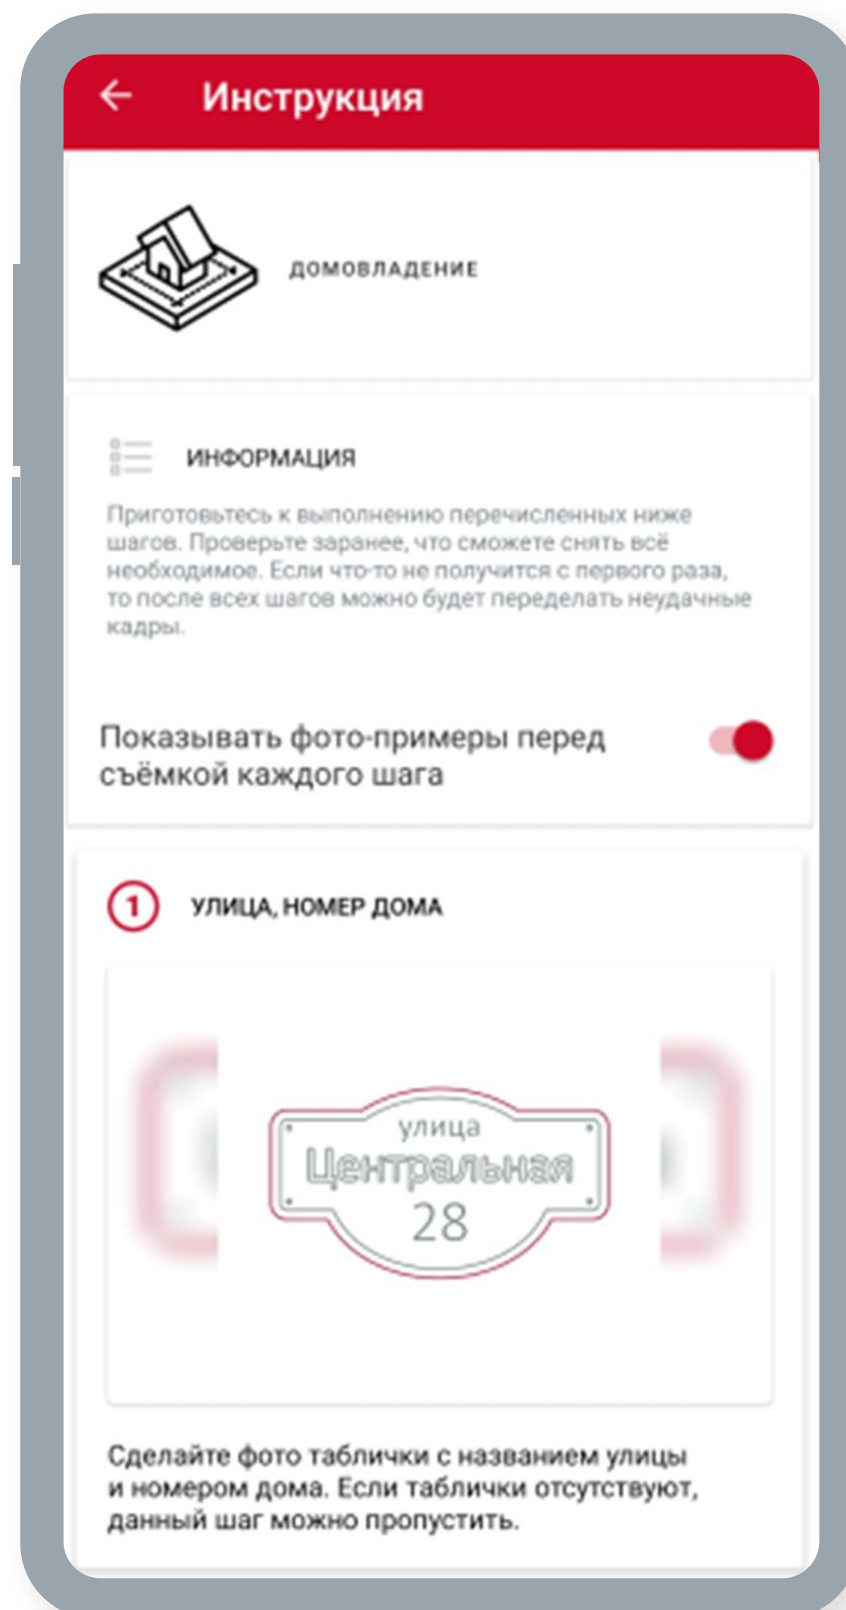 Инструкция
ДОМОВЛАДЕНИЕ
ИНФОРМАЦИЯ
Приготовьтесь к выполнению перечисленных ниже
шагов. Проверьте заранее, что сможете снять всё
необходимое. Если что-то не получится с первого раза,
то после всех шагов можно будет переделать неудачные
кадры.
Показывать фото-примеры перед
съёмкой каждого шага
1 УЛИЦА, НОМЕР ДОМА
улица
Центральная
28
Сделайте фото таблички с названием улицы
и номером дома. Если таблички отсутствуют,
данный шаг можно пропустить.